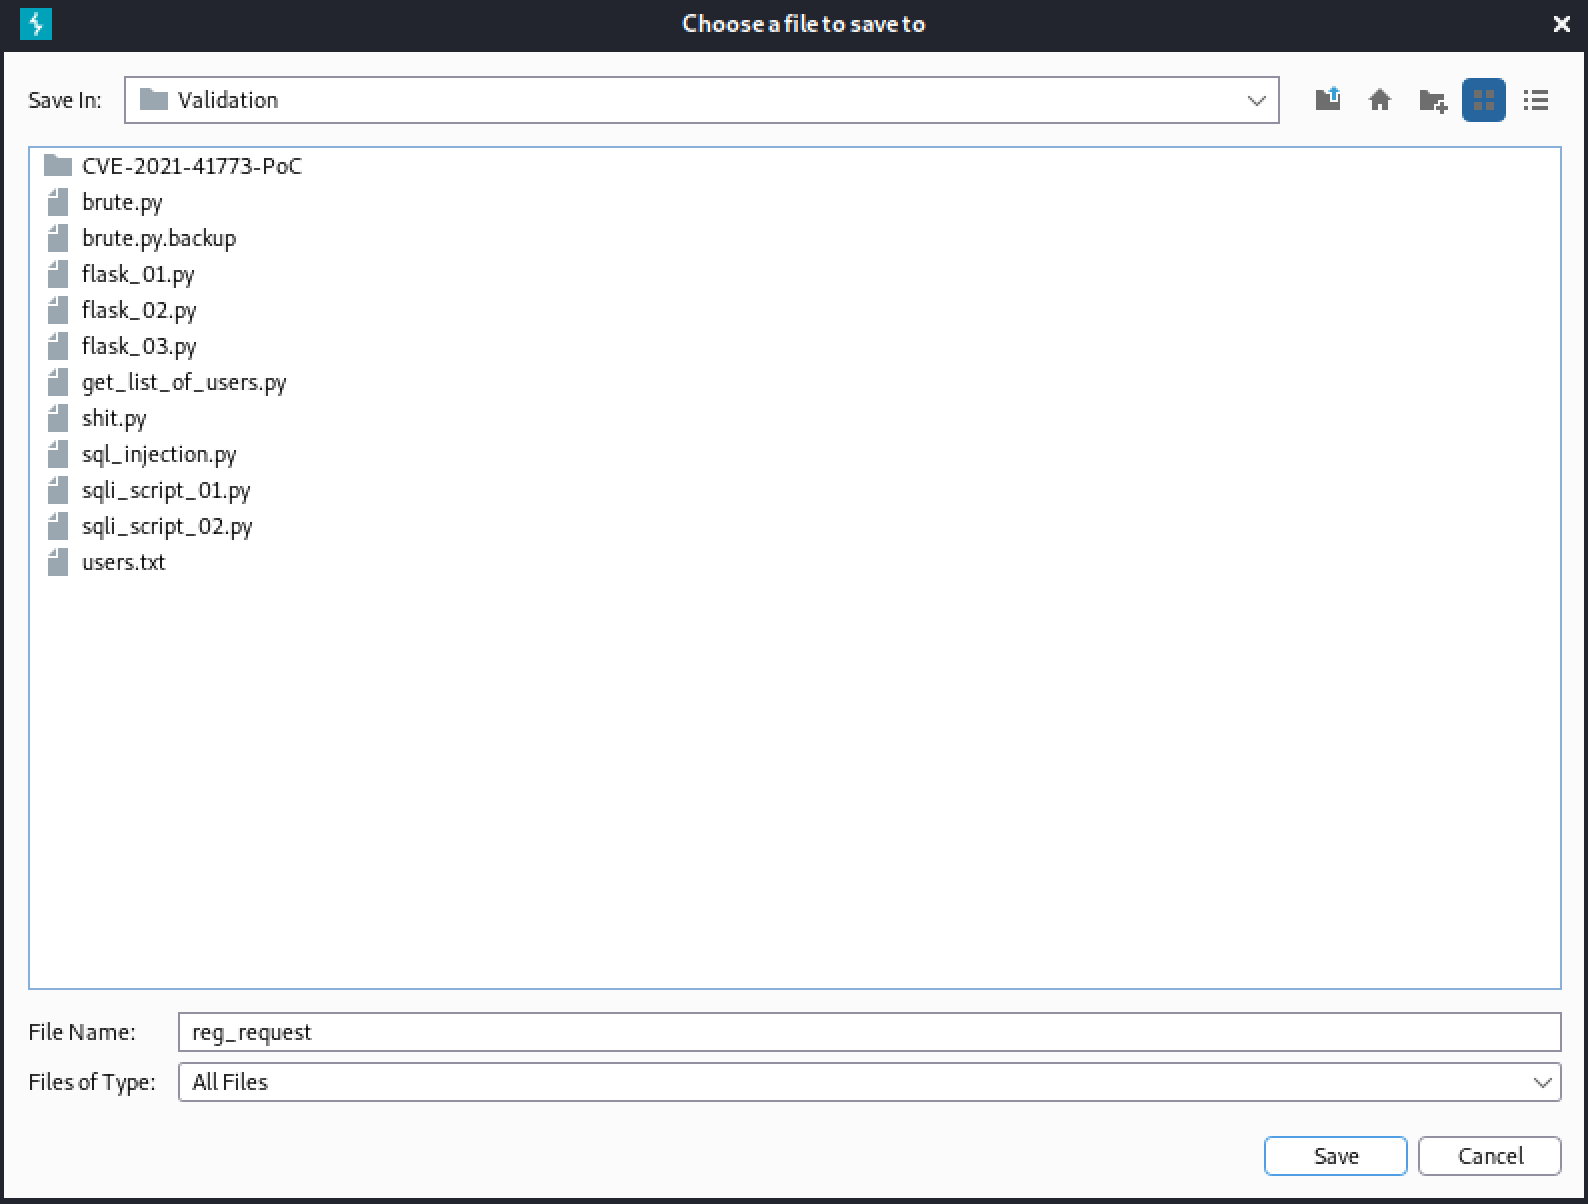 Choose a file to save to
Save In: Validation
CVE-2021-41773-PoC
brute.py
brute.py.backup
flask_01.py
flask_02.py
flask_03.py
get_list_of_users.py
shit.py
sql_injection.py
sqli_script_01.py
sqli_script_02.py
users.txt
File Name: reg_request
Files of Type: All Files
Save Cancel